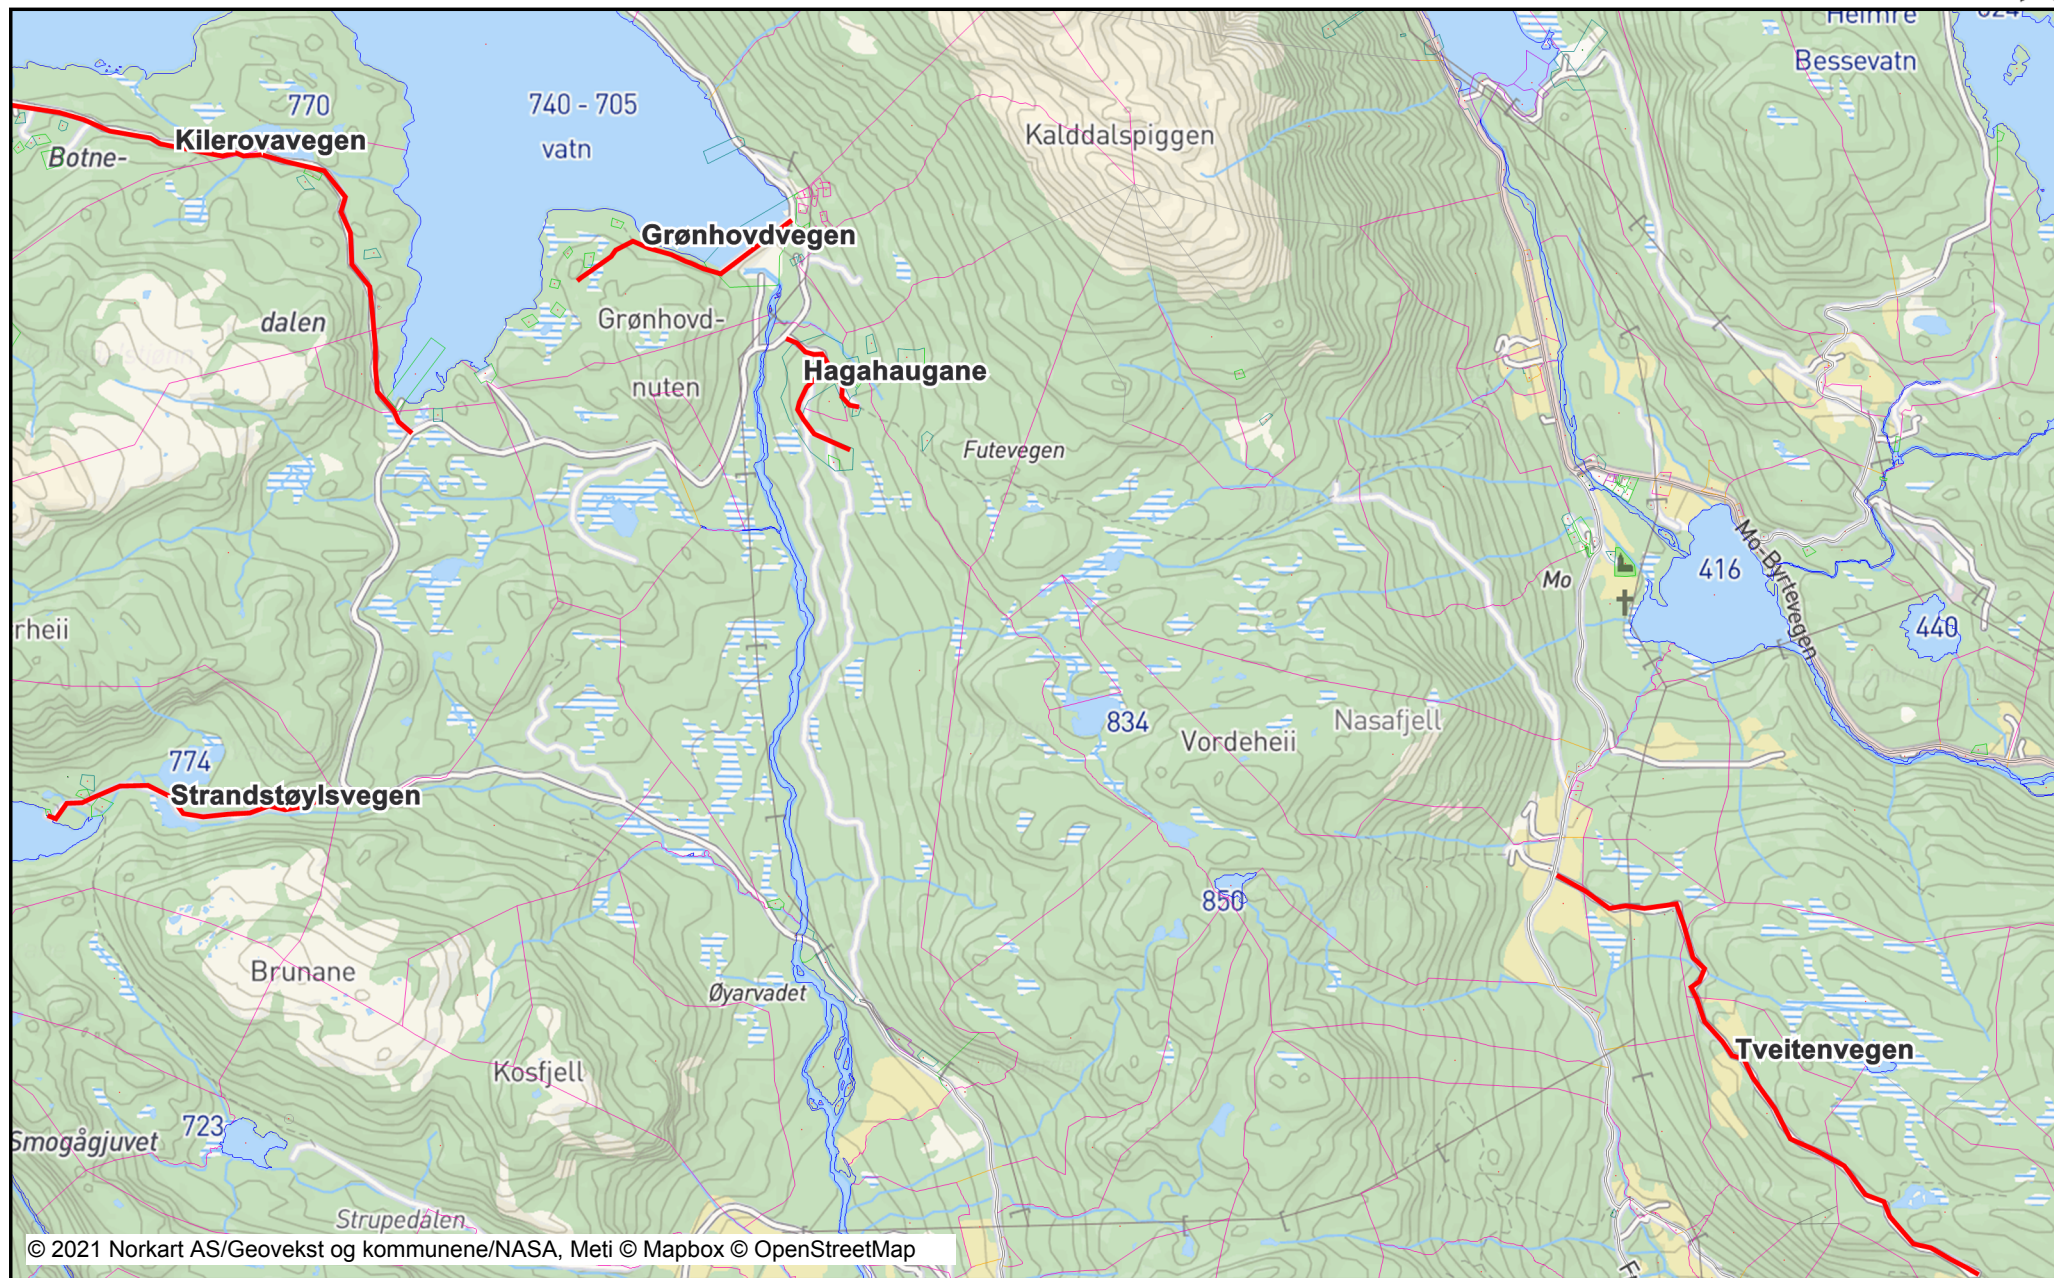 Heimre
624
Bessevatn
770
740 - 705
vatn
Kalddalspiggen
Kilerovavegen
Botne-
Grønhovdvegen
dalen
Grønhovd-
nuten
Hagahaugane
Futevegen
Mo-Byrtevegen
Mo
416
440
rheii
834
Vordeheii
Nasafjell
774
Strandstøylsvegen
850
Brunane
Øyarvadet
Kosfjell
Tveitenvegen
723
Smogågjuvet
Strupedalen
© 2021 Norkart AS/Geovekst og kommunene/NASA, Meti © Mapbox © OpenStreetMap